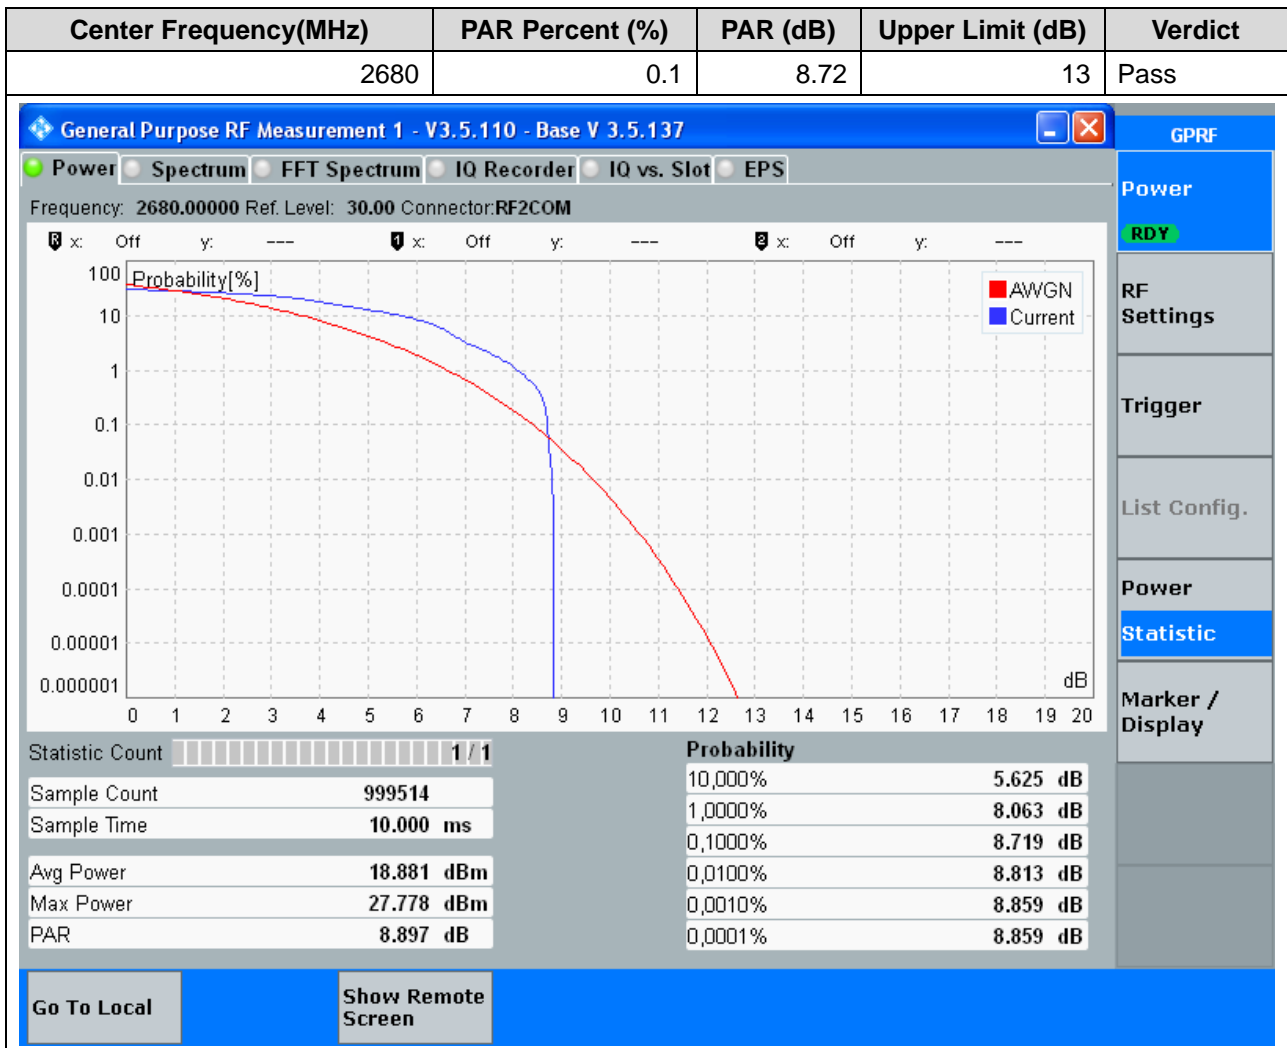 Center Frequency(MHz) PAR Percent (%) PAR (dB) Upper Limit (dB) Verdict
2680 0.1 8.72 13 Pass
General Purpose RF Measurement 1 - V3.5.110 - Base V 3.5.137
GPRF
Power Spectrum FFT Spectrum IQ Recorder IQ vs. Slot EPS
Frequency: 2680.00000 Ref. Level: 30.00 Connector:RF2COM
R x: Off y: --- 1 x: Off y: --- 2 x: Off y: ---
Probability[%]
100
10
1
0.1
0.01
0.001
0.0001
0.00001
0.000001
AWGN
Current
dB
0 1 2 3 4 5 6 7 8 9 10 11 12 13 14 15 16 17 18 19 20
Statistic Count 1 / 1
Sample Count 999514
Sample Time 10.000 ms
Avg Power 18.881 dBm
Max Power 27.778 dBm
PAR 8.897 dB
Probability
10,000% 5.625 dB
1,0000% 8.063 dB
0,1000% 8.719 dB
0,0100% 8.813 dB
0,0010% 8.859 dB
0,0001% 8.859 dB
Power
RDY
RF
Settings
Trigger
List Config.
Power
Statistic
Marker /
Display
Go To Local
Show Remote
Screen